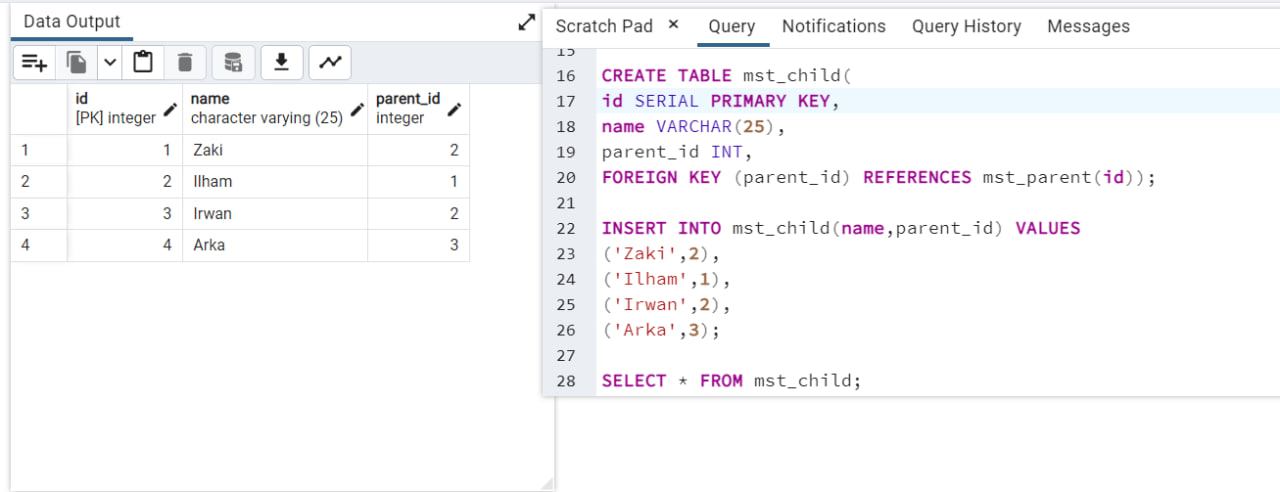 Data Output
id
[PK] integer
name
character varying (25)
parent_id
integer
1 1 Zaki 2
2 2 Ilham 1
3 3 Irwan 2
4 4 Arka 3
Scratch Pad × Query Notifications Query History Messages
15
16 CREATE TABLE mst_child(
17 id SERIAL PRIMARY KEY,
18 name VARCHAR(25),
19 parent_id INT,
20 FOREIGN KEY (parent_id) REFERENCES mst_parent(id));
21
22 INSERT INTO mst_child(name,parent_id) VALUES
23 ('Zaki',2),
24 ('Ilham',1),
25 ('Irwan',2),
26 ('Arka',3);
27
28 SELECT * FROM mst_child;